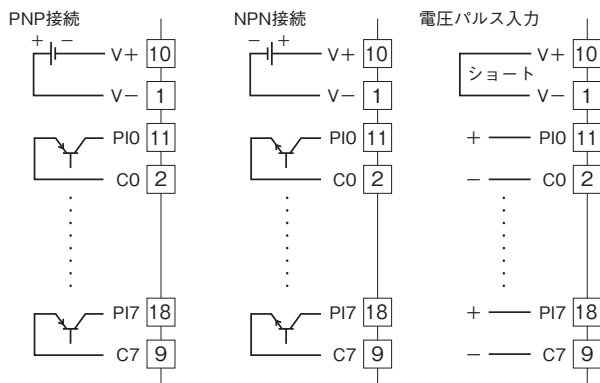 PNP接続
+ −
V+ 10
V− 1
PI0 11
C0 2
PI7 18
C7 9
NPN接続
− +
V+ 10
V− 1
PI0 11
C0 2
PI7 18
C7 9
電圧パルス入力
V+ 10
ショート
V− 1
+ PI0 11
− C0 2
+ PI7 18
− C7 9